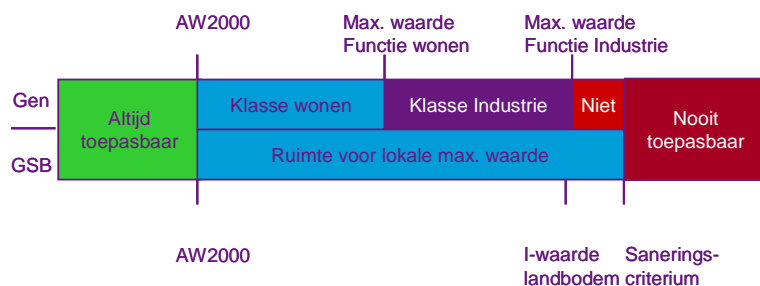 AW2000
Max. waarde
Functie wonen
Max. waarde
Functie Industrie
Gen
GSB
Altijd
toepasbaar
Klasse wonen
Klasse Industrie
Niet
Nooit
toepasbaar
Ruimte voor lokale max. waarde
AW2000
I-waarde
landbodem
Sanerings-
criterium